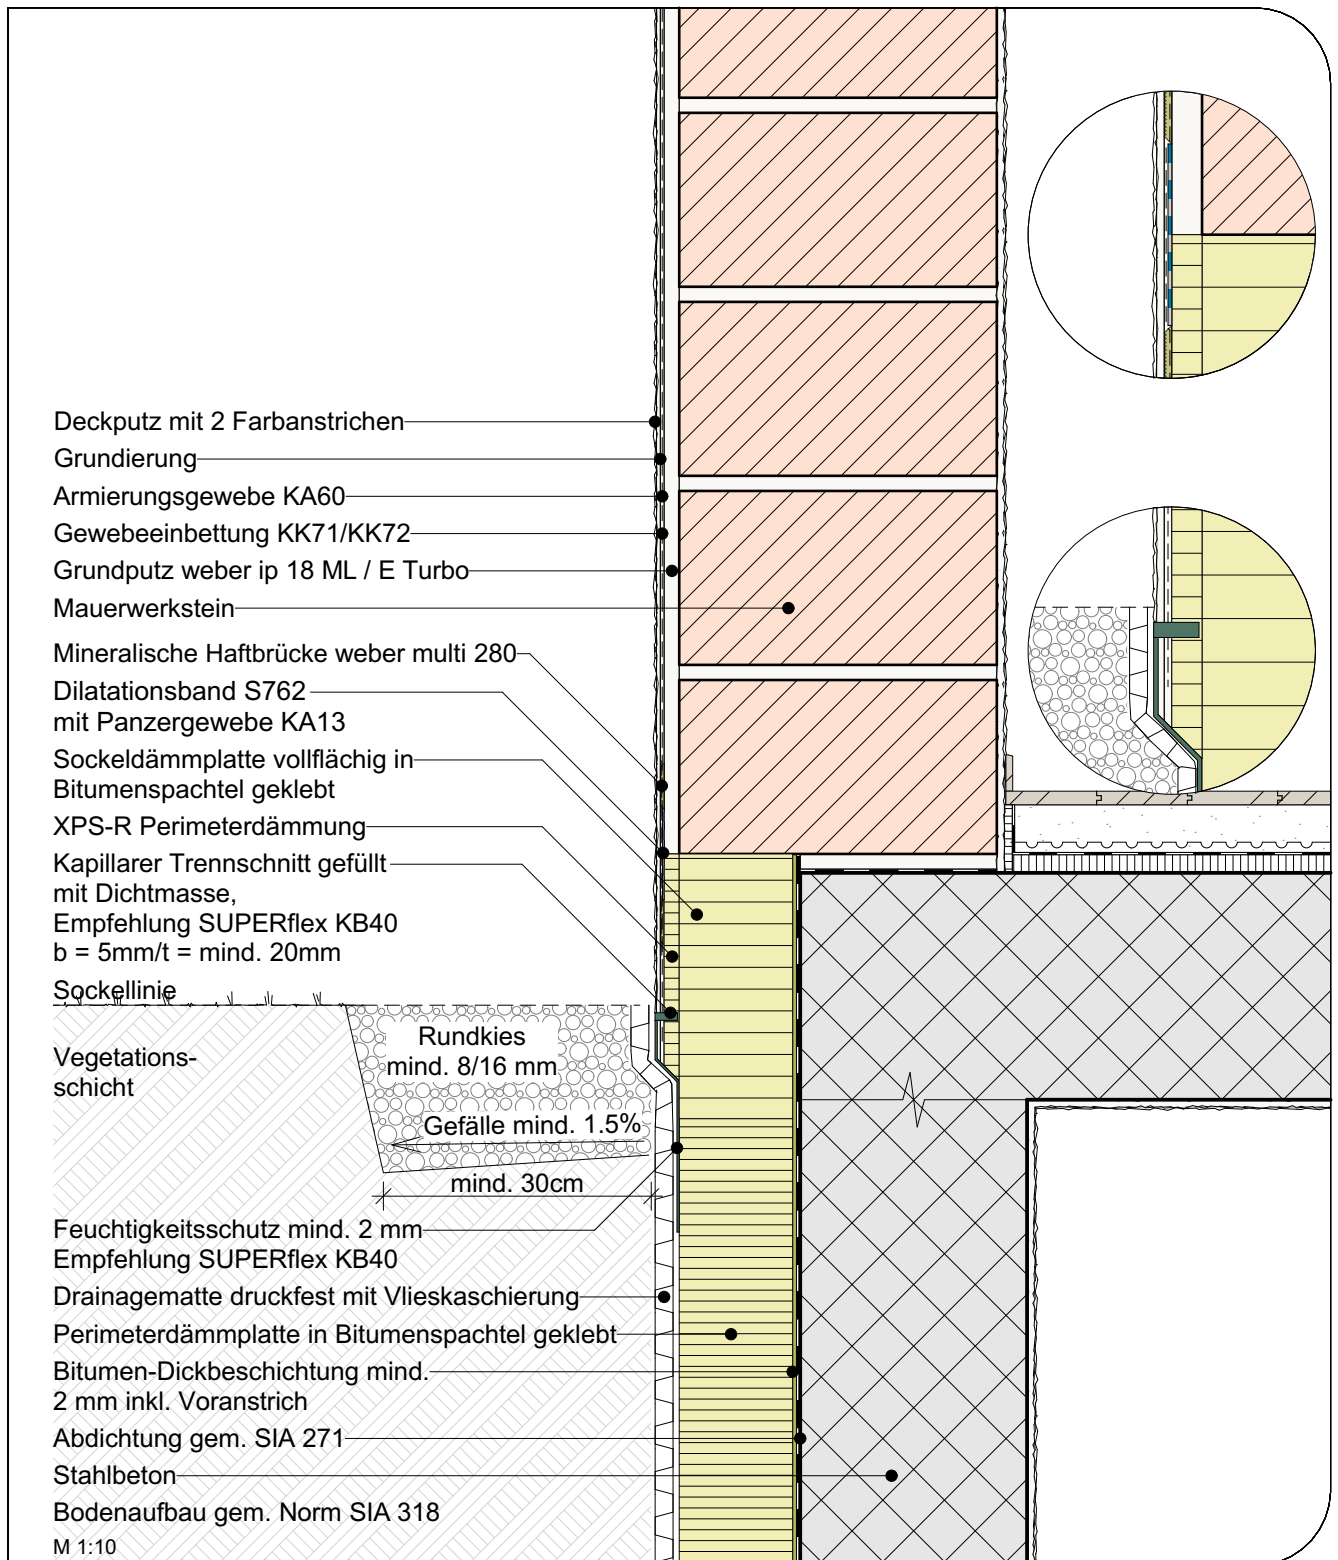 Deckputz mit 2 Farbanstrichen
Grundierung
Armierungsgewebe KA60
Gewebeeinbettung KK71/KK72
Grundputz weber ip 18 ML / E Turbo
Mauerwerkstein
Mineralische Haftbrücke weber multi 280
Dilatationsband S762
mit Panzergewebe KA13
Sockeldämmplatte vollflächig in
Bitumenspachtel geklebt
XPS-R Perimeterdämmung
Kapillarer Trennschnitt gefüllt
mit Dichtmasse,
Empfehlung SUPERflex KB40
b = 5mm/t = mind. 20mm
Sockellinie
Rundkies
mind. 8/16 mm
Vegetations-
schicht
Gefälle mind. 1.5%
mind. 30cm
Feuchtigkeitsschutz mind. 2 mm
Empfehlung SUPERflex KB40
Drainagematte druckfest mit Vlieskaschierung
Perimeterdämmplatte in Bitumenspachtel geklebt
Bitumen-Dickbeschichtung mind.
2 mm inkl. Voranstrich
Abdichtung gem. SIA 271
Stahlbeton
Bodenaufbau gem. Norm SIA 318
M 1:10